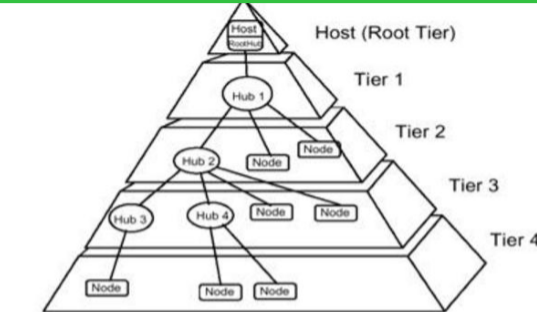 Host
RootHub
Host (Root Tier)
Tier 1
Hub 1
Tier 2
Node
Node
Hub 2
Tier 3
Node
Node
Hub 3
Hub 4
Tier 4
Node
Node
Node